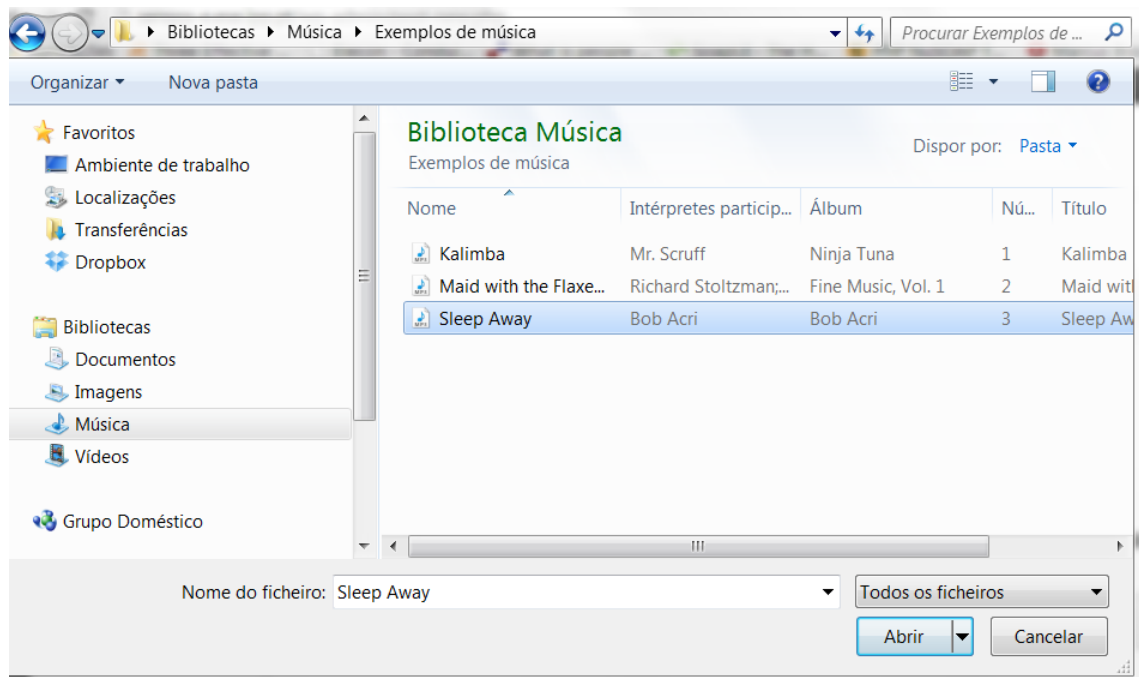 Bibliotecas ▸ Música ▸ Exemplos de música
Procurar Exemplos de ...
Organizar Nova pasta
Favoritos
Ambiente de trabalho
Localizações
Transferências
Dropbox
Bibliotecas
Documentos
Imagens
Música
Vídeos
Grupo Doméstico
Biblioteca Música
Exemplos de música
Dispor por: Pasta
Nome Intérpretes particip... Álbum Nú... Título
Kalimba Mr. Scruff Ninja Tuna 1 Kalimba
Maid with the Flaxe... Richard Stoltzman;... Fine Music, Vol. 1 2 Maid wit
Sleep Away Bob Acri Bob Acri 3 Sleep Aw
Nome do ficheiro: Sleep Away Todos os ficheiros
Abrir Cancelar